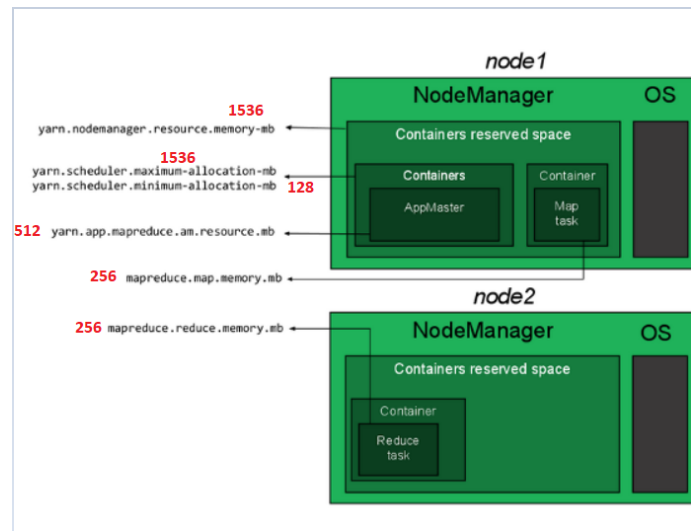 node1
NodeManager OS
1536
yarn.nodemanager.resource.memory-mb
Containers reserved space
1536
yarn.scheduler.maximum-allocation-mb
yarn.scheduler.minimum-allocation-mb 128
Containers
AppMaster
Container
Map
task
512 yarn.app.mapreduce.am.resource.mb
256 mapreduce.map.memory.mb
node2
256 mapreduce.reduce.memory.mb
NodeManager OS
Containers reserved space
Container
Reduce
task